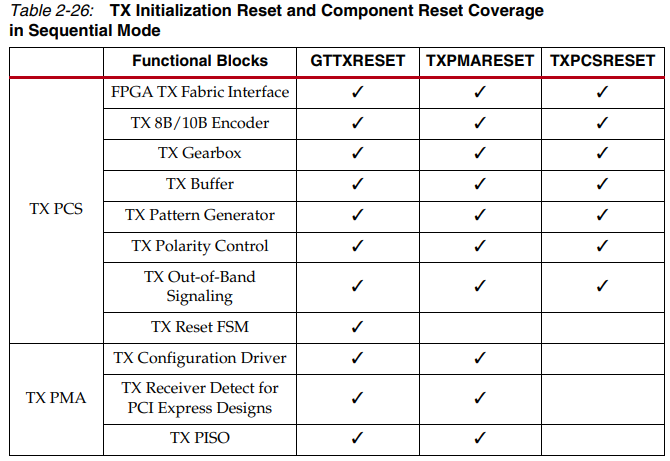 Table 2-26: TX Initialization Reset and Component Reset Coverage
in Sequential Mode
Functional Blocks GTTXRESET TXPMARESET TXPCSRESET
TX PCS
FPGA TX Fabric Interface ✓ ✓ ✓
TX 8B/10B Encoder ✓ ✓ ✓
TX Gearbox ✓ ✓ ✓
TX Buffer ✓ ✓ ✓
TX Pattern Generator ✓ ✓ ✓
TX Polarity Control ✓ ✓ ✓
TX Out-of-Band
Signaling ✓ ✓ ✓
TX Reset FSM ✓
TX PMA
TX Configuration Driver ✓ ✓
TX Receiver Detect for
PCI Express Designs ✓ ✓
TX PISO ✓ ✓